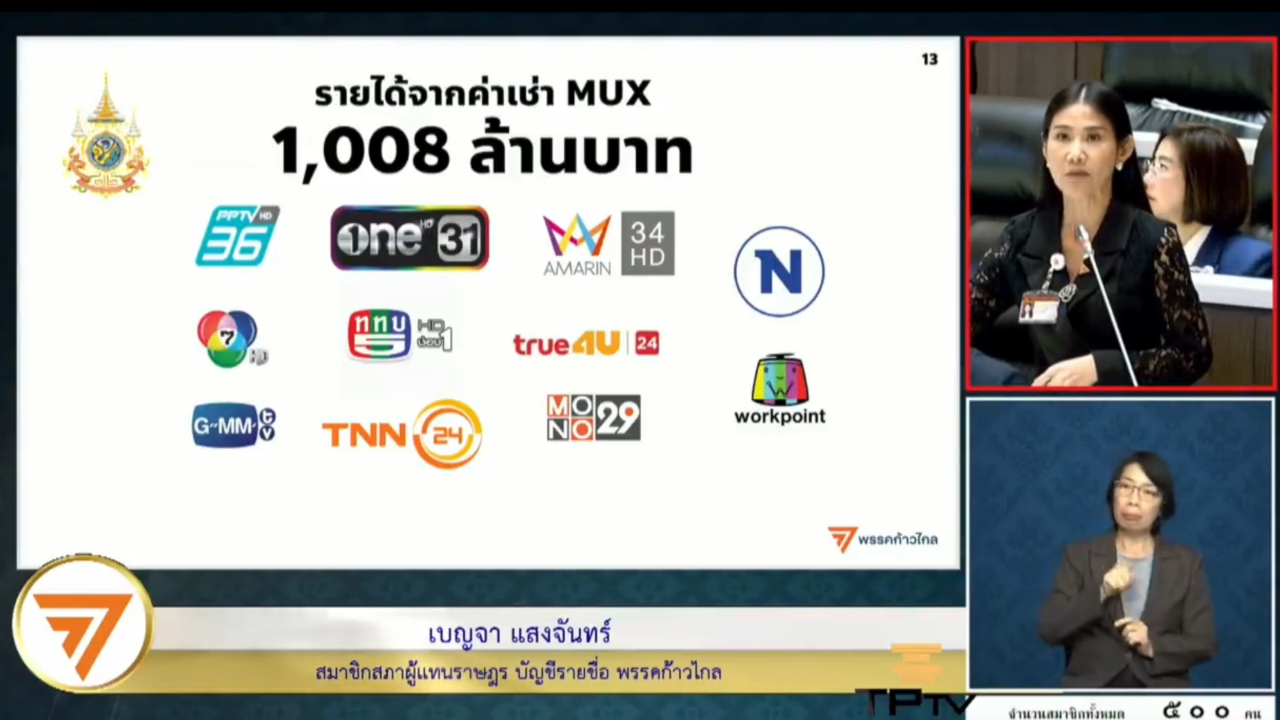 13
รายได้จากค่าเช่า MUX
1,008 ล้านบาท
PPTV HD 36
one HD 31
AMARIN 34 HD
N
7 HD
ททบ 5 HD ช่อง 1
true4U 24
W
workpoint
GMM tv
TNN 24
MONO 29
พรรคก้าวไกล
เบญจา แสงจันทร์
สมาชิกสภาผู้แทนราษฎร บัญชีรายชื่อ พรรคก้าวไกล
TPTV
จำนวนสมาชิกทั้งหมด ๕๐๐ คน